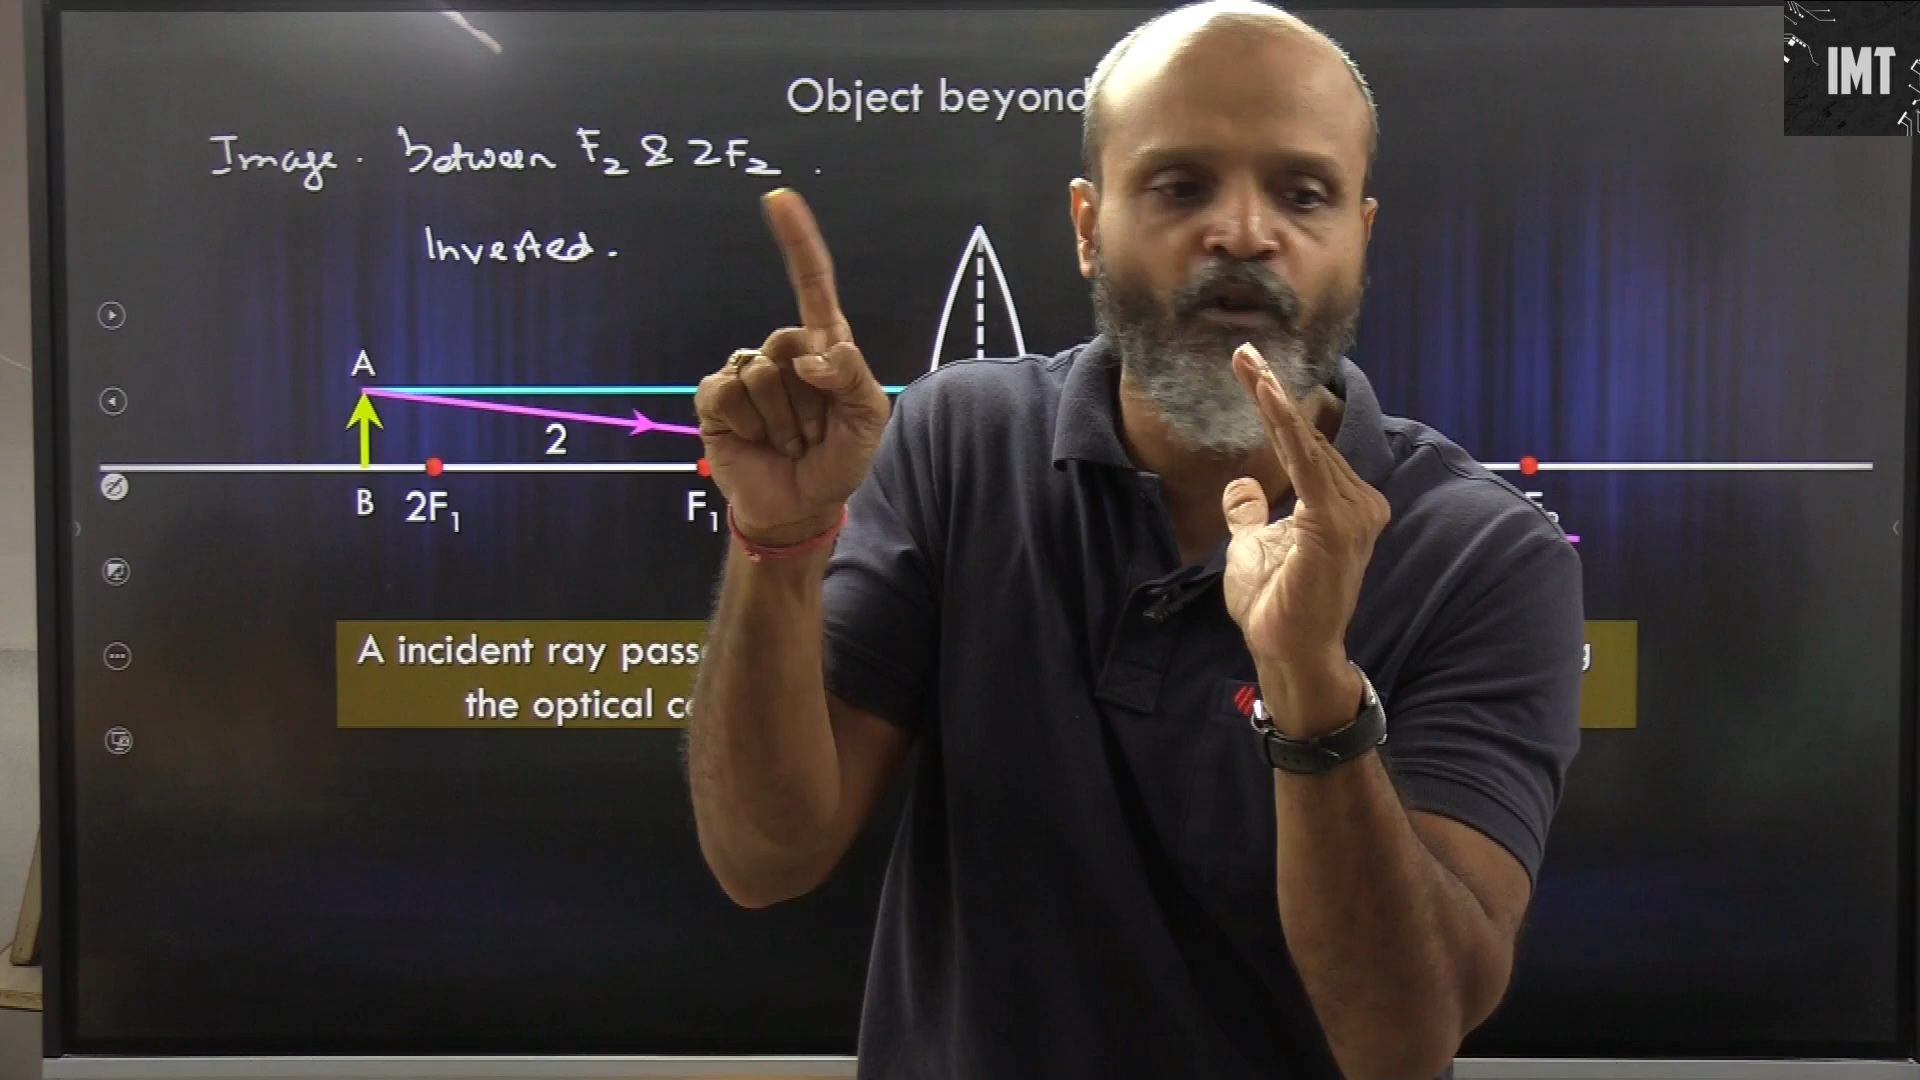 IMT
Object beyond
Image. between F₂ & 2F₂.
Inverted.
A
2
B 2F₁ F₁
A incident ray pass
the optical